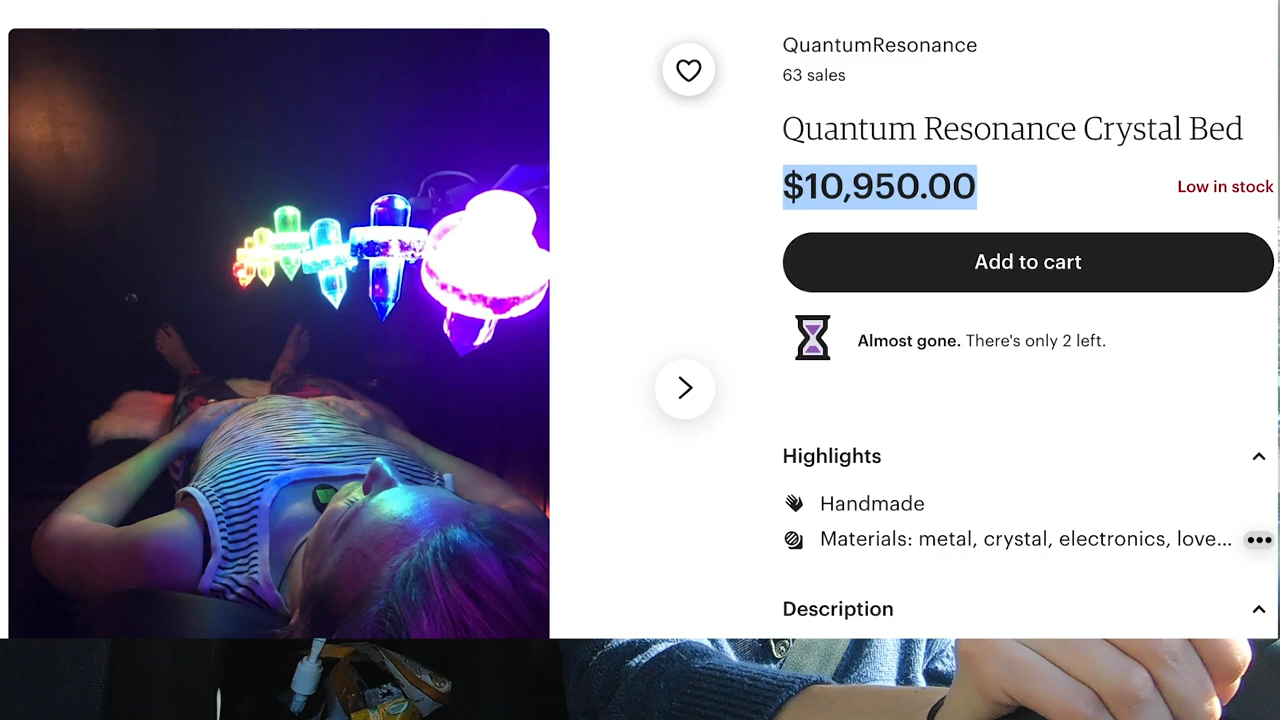 QuantumResonance
63 sales
Quantum Resonance Crystal Bed
$10,950.00
Low in stock
Add to cart
Almost gone. There's only 2 left.
Highlights
Handmade
Materials: metal, crystal, electronics, love...
Description